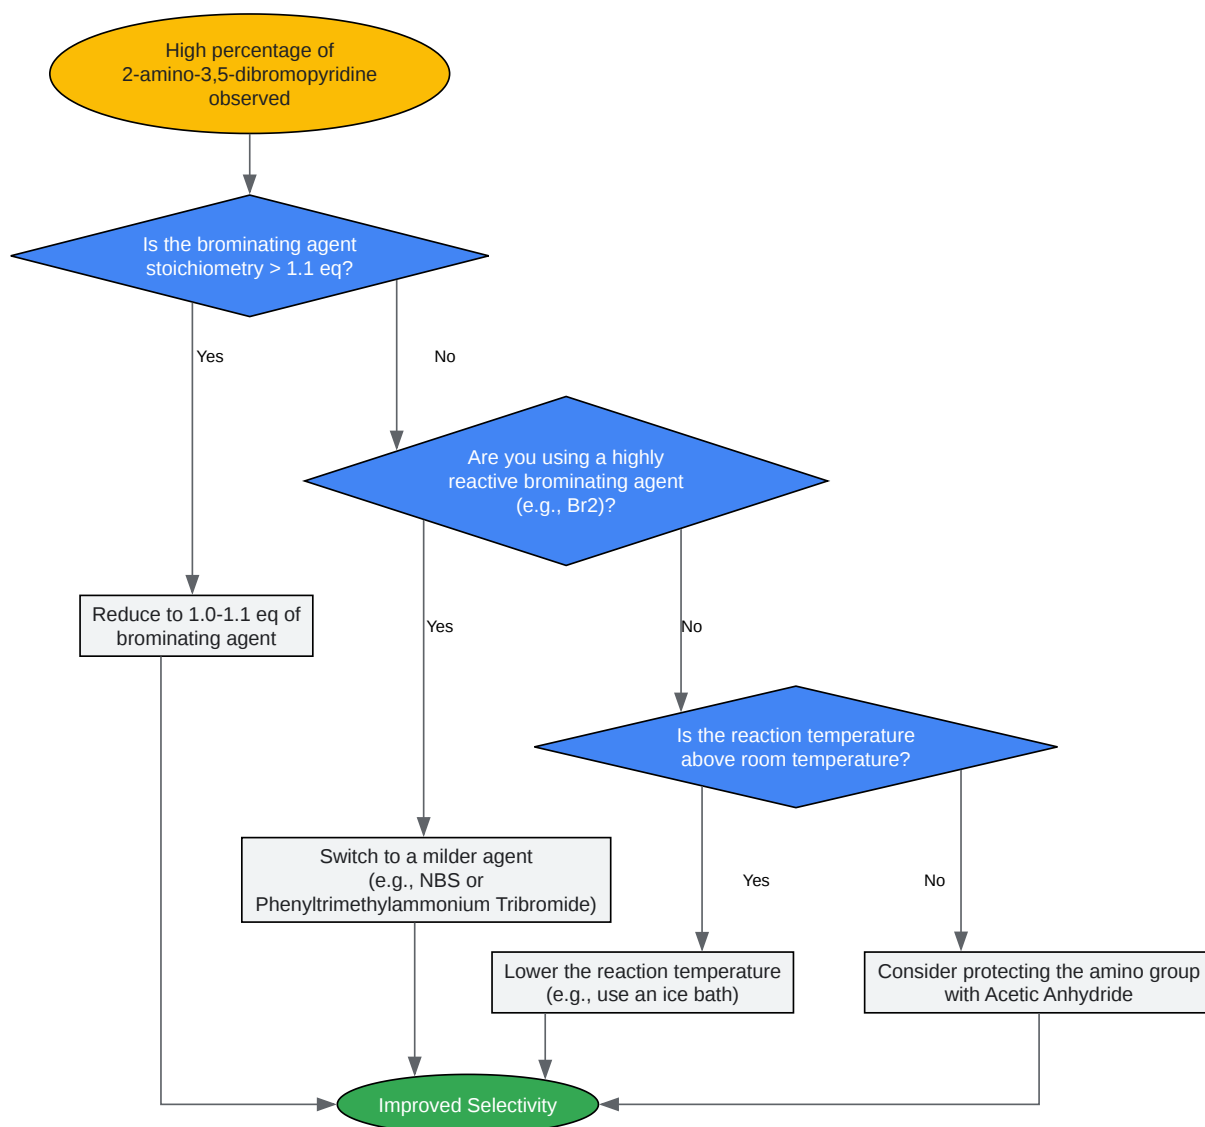 High percentage of
2-amino-3,5-dibromopyridine
observed
Is the brominating agent
stoichiometry > 1.1 eq?
Yes
No
Are you using a highly
reactive brominating agent
(e.g., Br2)?
Reduce to 1.0-1.1 eq of
brominating agent
Yes
No
Is the reaction temperature
above room temperature?
Switch to a milder agent
(e.g., NBS or
Phenyltrimethylammonium Tribromide)
Yes
No
Lower the reaction temperature
(e.g., use an ice bath)
Consider protecting the amino group
with Acetic Anhydride
Improved Selectivity